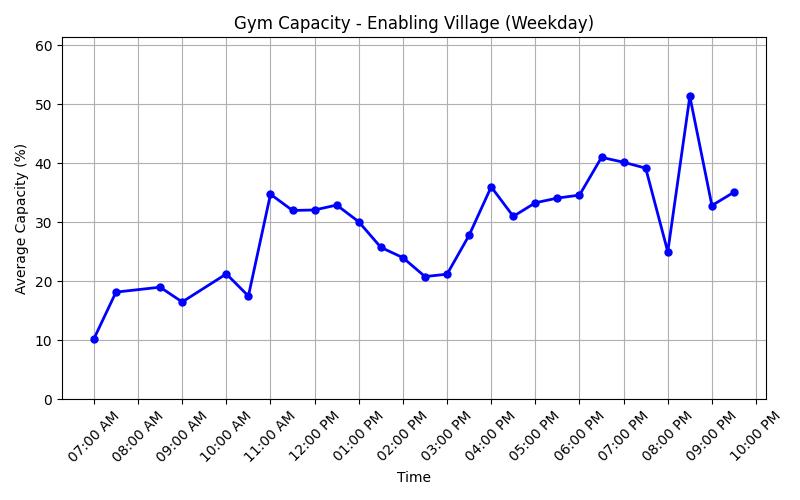 Gym Capacity - Enabling Village (Weekday)
60
50
40
30
20
10
0
Average Capacity (%)
07:00 AM
08:00 AM
09:00 AM
10:00 AM
11:00 AM
12:00 PM
01:00 PM
02:00 PM
03:00 PM
04:00 PM
05:00 PM
06:00 PM
07:00 PM
08:00 PM
09:00 PM
10:00 PM
Time